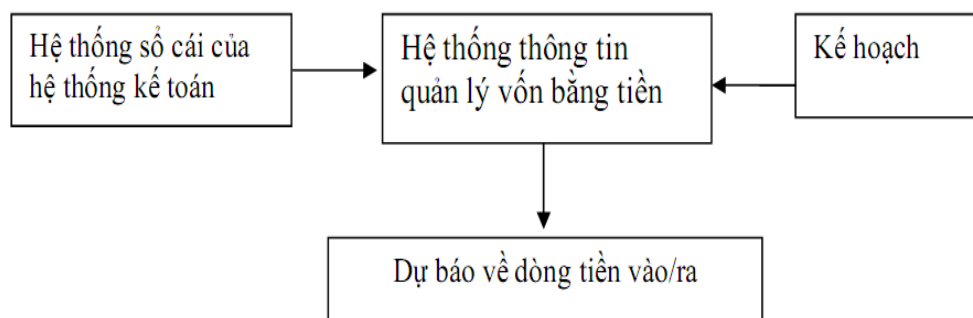 Hệ thống sổ cái của
hệ thống kế toán
Hệ thống thông tin
quản lý vốn bằng tiền
Kế hoạch
Dự báo về dòng tiền vào/ra